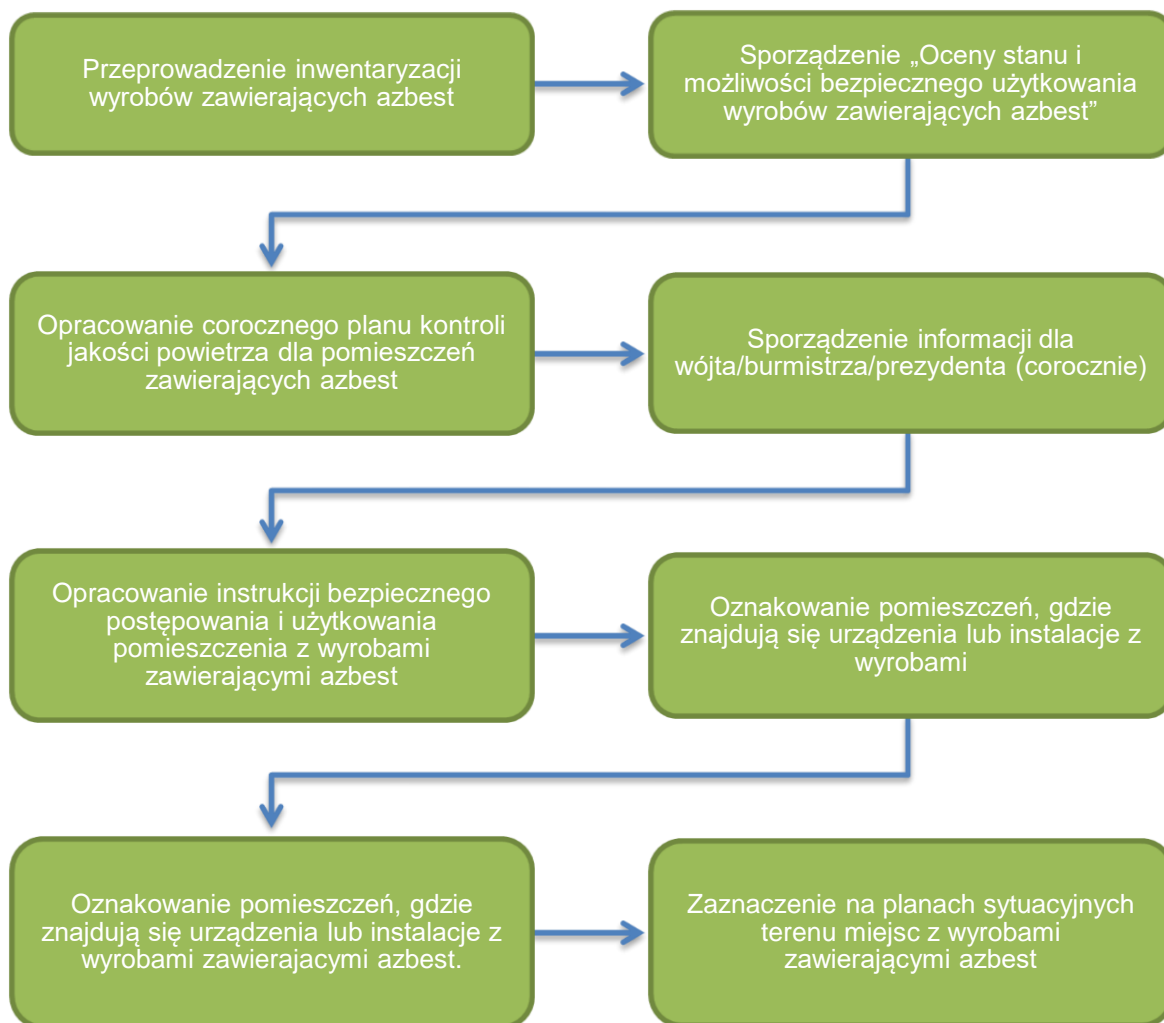 Przeprowadzenie inwentaryzacji
wyrobów zawierających azbest
Sporządzenie „Oceny stanu i
możliwości bezpiecznego użytkowania
wyrobów zawierających azbest”
Opracowanie corocznego planu kontroli
jakości powietrza dla pomieszczeń
zawierających azbest
Sporządzenie informacji dla
wójta/burmistrza/prezydenta (corocznie)
Opracowanie instrukcji bezpiecznego
postępowania i użytkowania
pomieszczenia z wyrobami
zawierającymi azbest
Oznakowanie pomieszczeń, gdzie
znajdują się urządzenia lub instalacje z
wyrobami
Oznakowanie pomieszczeń, gdzie
znajdują się urządzenia lub instalacje z
wyrobami zawierajacymi azbest.
Zaznaczenie na planach sytuacyjnych
terenu miejsc z wyrobami
zawierającymi azbest